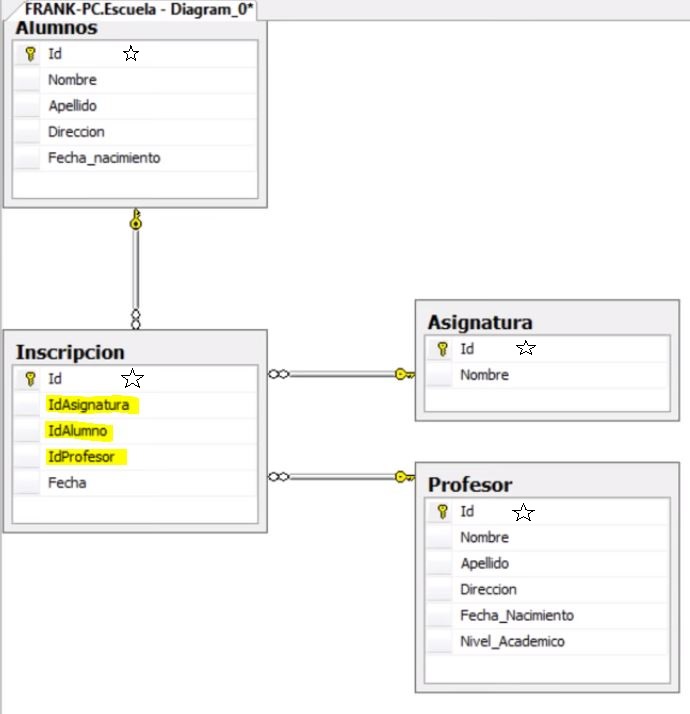 FRANK-PC.Escuela - Diagram_0*
Alumnos
Id
Nombre
Apellido
Direccion
Fecha_nacimiento
Inscripcion
Id
IdAsignatura
IdAlumno
IdProfesor
Fecha
Asignatura
Id
Nombre
Profesor
Id
Nombre
Apellido
Direccion
Fecha_Nacimiento
Nivel_Academico